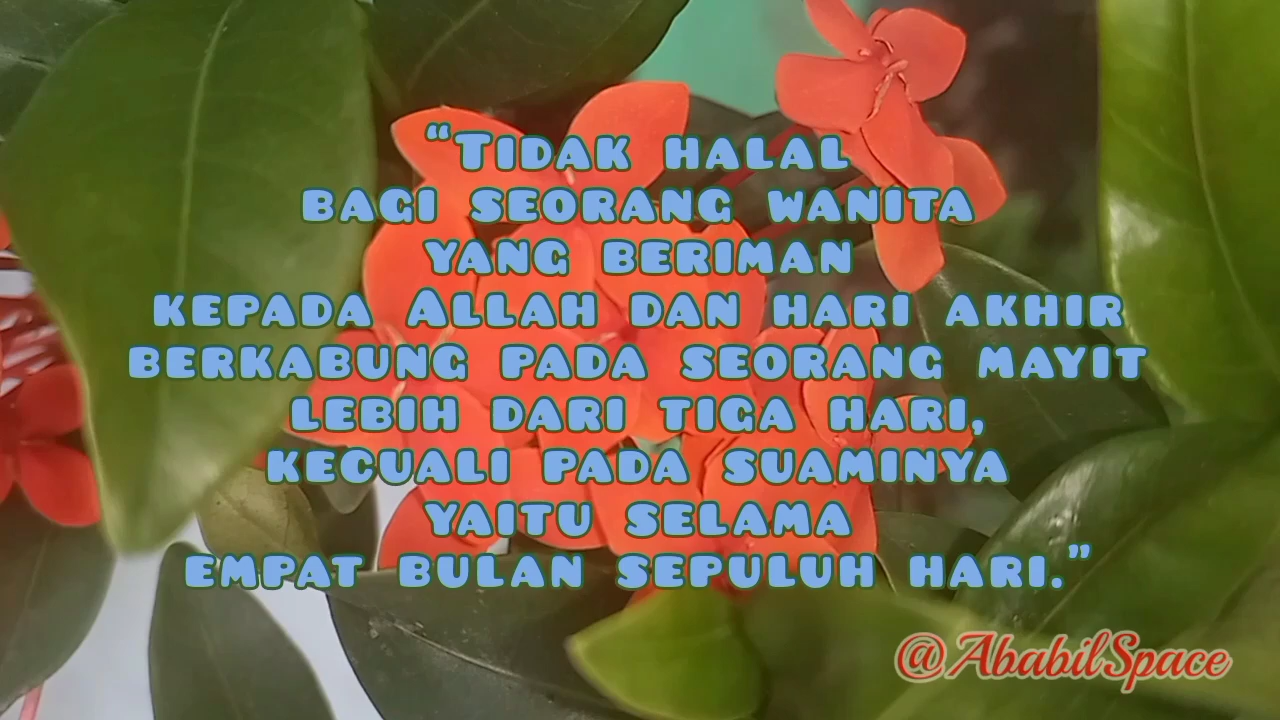 “Tidak halal
bagi seorang wanita
yang beriman
kepada Allah dan hari akhir
berkabung pada seorang mayit
lebih dari tiga hari,
kecuali pada suaminya
yaitu selama
empat bulan sepuluh hari.”
@AbabilSpace